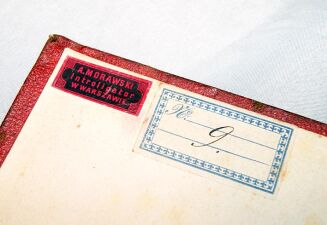 A. MORAWSKI
Introligator
W WARSZAWIE
No. 9.